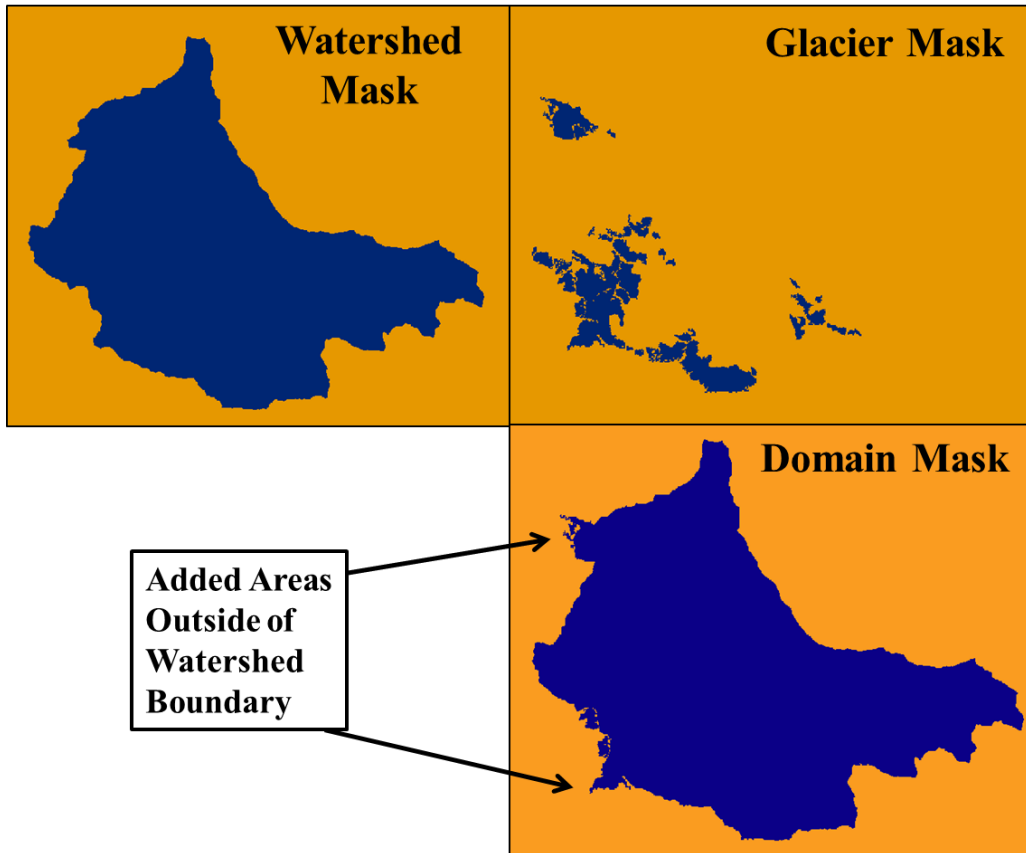 Watershed
Mask
Glacier Mask
Domain Mask
Added Areas
Outside of
Watershed
Boundary